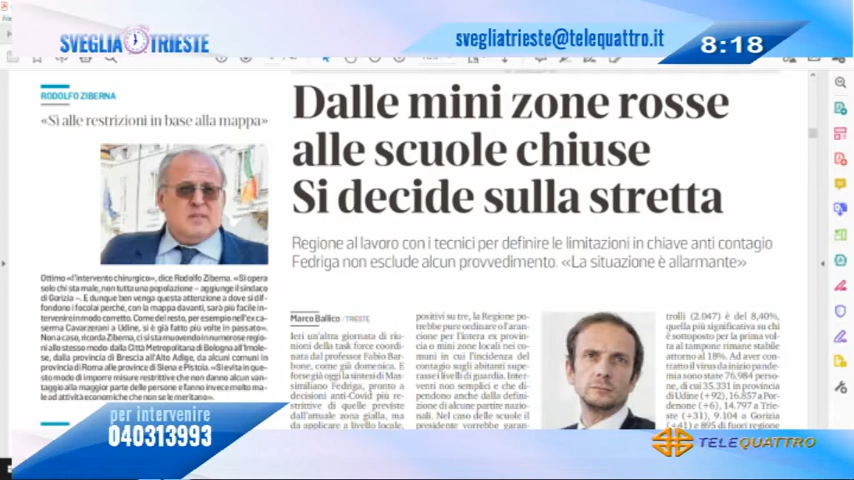 SVEGLIA TRIESTE
svegliatrieste@telequattro.it
8:18
RODOLFO ZIBERNA
«Sì alle restrizioni in base alla mappa»
Ottimo «l'intervento chirurgico», dice Rodolfo Ziberna. «Si opera
solo chi sta male, non tutta una popolazione – aggiunge il sindaco
di Gorizia –. E dunque ben venga questa attenzione a dove si dif-
fondono i focolai perché, con la mappa davanti, sarà più facile in-
tervenire in modo corretto. Come del resto, per esempio nell'ex ca-
serma Cavarzerani a Udine, si è già fatto più volte in passato».
Non a caso, ricorda Ziberna, ci si sta muovendo in numerose regio-
ni allo stesso modo: dalla Città Metropolitana di Bologna all'Imole-
se, dalla provincia di Brescia all'Alto Adige, da alcuni comuni in
provincia di Roma alle province di Siena e Pistoia. «Si evita in que-
sto modo di imporre misure restrittive che non danno alcun van-
taggio alla maggior parte delle persone e fanno invece molto ma-
le ad attività economiche che non se le meritano».
Dalle mini zone rosse
alle scuole chiuse
Si decide sulla stretta
Regione al lavoro con i tecnici per definire le limitazioni in chiave anti contagio
Fedriga non esclude alcun provvedimento. «La situazione è allarmante»
Marco Ballico / TRIESTE
Ieri un'altra giornata di riu-
nioni della task force coordi-
nata dal professor Fabio Bar-
bone, come già domenica. E
forse già oggi la sintesi di Mas-
similiano Fedriga, pronto a
decisioni anti-Covid più re-
strittive di quelle previste
dall'attuale zona gialla, ma
da applicare a livello locale,
positivi su tre, la Regione po-
trebbe pure ordinare o l'aran-
cione per l'intera ex provin-
cia o mini zone locali nei co-
muni in cui l'incidenza del
contagio sugli abitanti supe-
rasse i livelli di guardia. Inter-
venti non semplici e che di-
pendono anche dalla defini-
zione di alcune partite nazio-
nali. Nel caso delle scuole il
presidente vorrebbe garan-
trolli (2.047) è del 8,40%,
quella più significativa su chi
è sottoposto per la prima vol-
ta al tampone rimane stabile
attorno al 18%. Ad aver con-
tratto il virus da inizio pande-
mia sono state 76.984 perso-
ne, di cui 35.331 in provincia
di Udine (+92), 16.857 a Por-
denone (+6), 14.797 a Trie-
ste (+31), 9.104 a Gorizia
(+41) e 895 di fuori regione
per intervenire
040313993
TELEQUATTRO